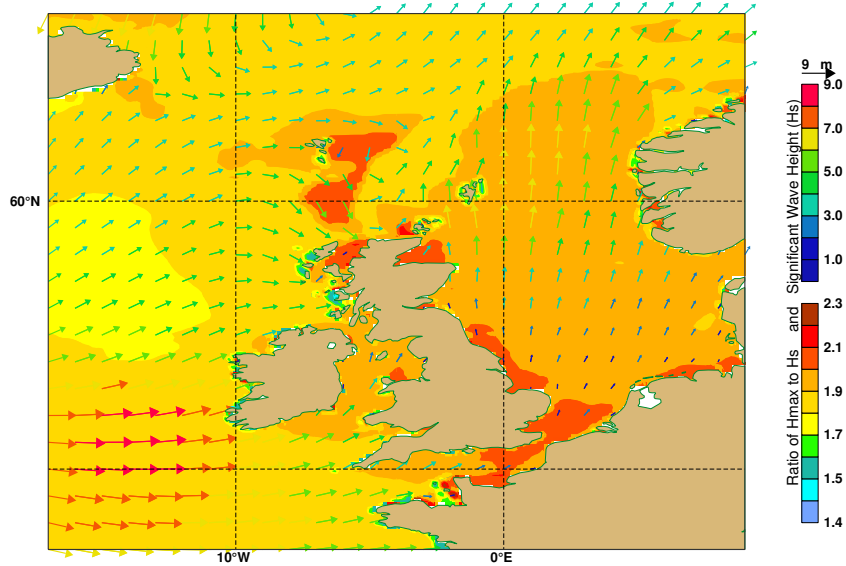 9 m
9.0
7.0
5.0
3.0
1.0
2.3
2.1
1.9
1.7
1.5
1.4
Ratio of Hmax to Hs and Significant Wave Height (Hs)
60°N
10°W
0°E